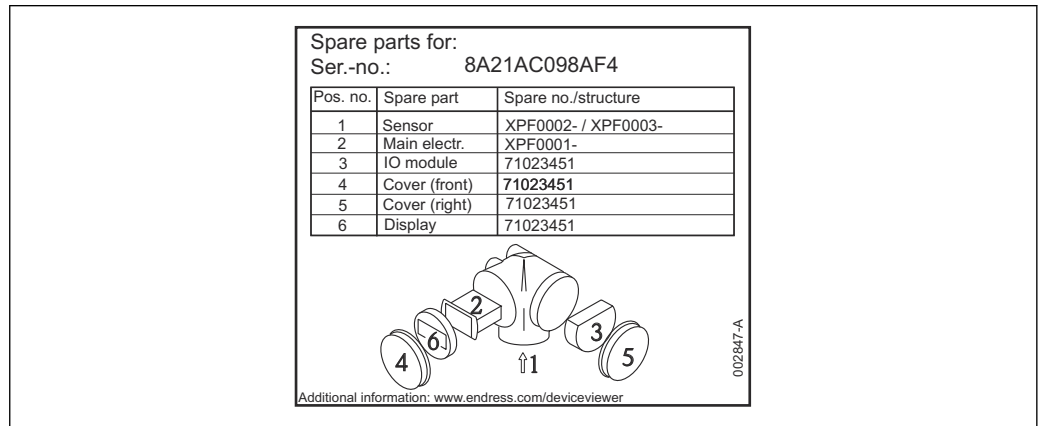 Spare parts for:
Ser.-no.: 8A21AC098AF4
Pos. no. Spare part Spare no./structure
1 Sensor XPF0002- / XPF0003-
2 Main electr. XPF0001-
3 IO module 71023451
4 Cover (front) 71023451
5 Cover (right) 71023451
6 Display 71023451
2
6
3
4
⇧1
5
002847-A
Additional information: www.endress.com/deviceviewer